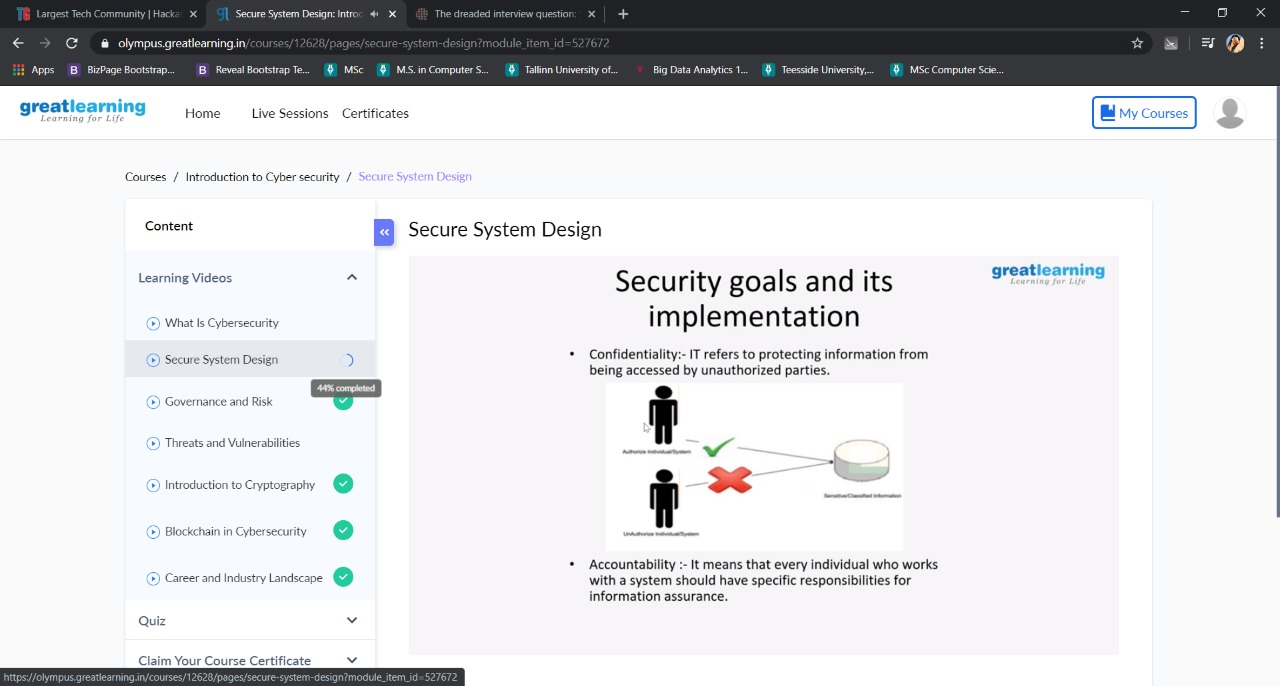 Largest Tech Community | Hacka
Secure System Design: Introd
The dreaded interview question:
olympus.greatlearning.in/courses/12628/pages/secure-system-design?module_item_id=527672
Apps
BizPage Bootstrap...
Reveal Bootstrap Te...
MSc
M.S. in Computer S...
Tallinn University of...
Big Data Analytics 1...
Teesside University,...
MSc Computer Scie...
greatlearning
Learning for Life
Home
Live Sessions
Certificates
My Courses
Courses / Introduction to Cyber security / Secure System Design
Content
Learning Videos
What Is Cybersecurity
Secure System Design
44% completed
Governance and Risk
Threats and Vulnerabilities
Introduction to Cryptography
Blockchain in Cybersecurity
Career and Industry Landscape
Quiz
Claim Your Course Certificate
Secure System Design
Security goals and its
implementation
greatlearning
Learning for Life
• Confidentiality:- IT refers to protecting information from
being accessed by unauthorized parties.
Authorize Individual/System
UnAuthorize Individual/System
Sensitive/Classified Information
• Accountability :- It means that every individual who works
with a system should have specific responsibilities for
information assurance.
https://olympus.greatlearning.in/courses/12628/pages/secure-system-design?module_item_id=527672